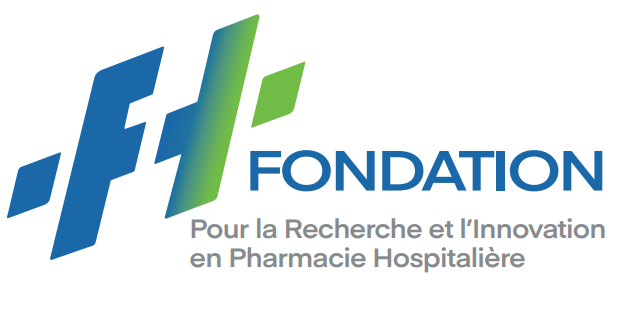 FONDATION
Pour la Recherche et l'Innovation
en Pharmacie Hospitalière